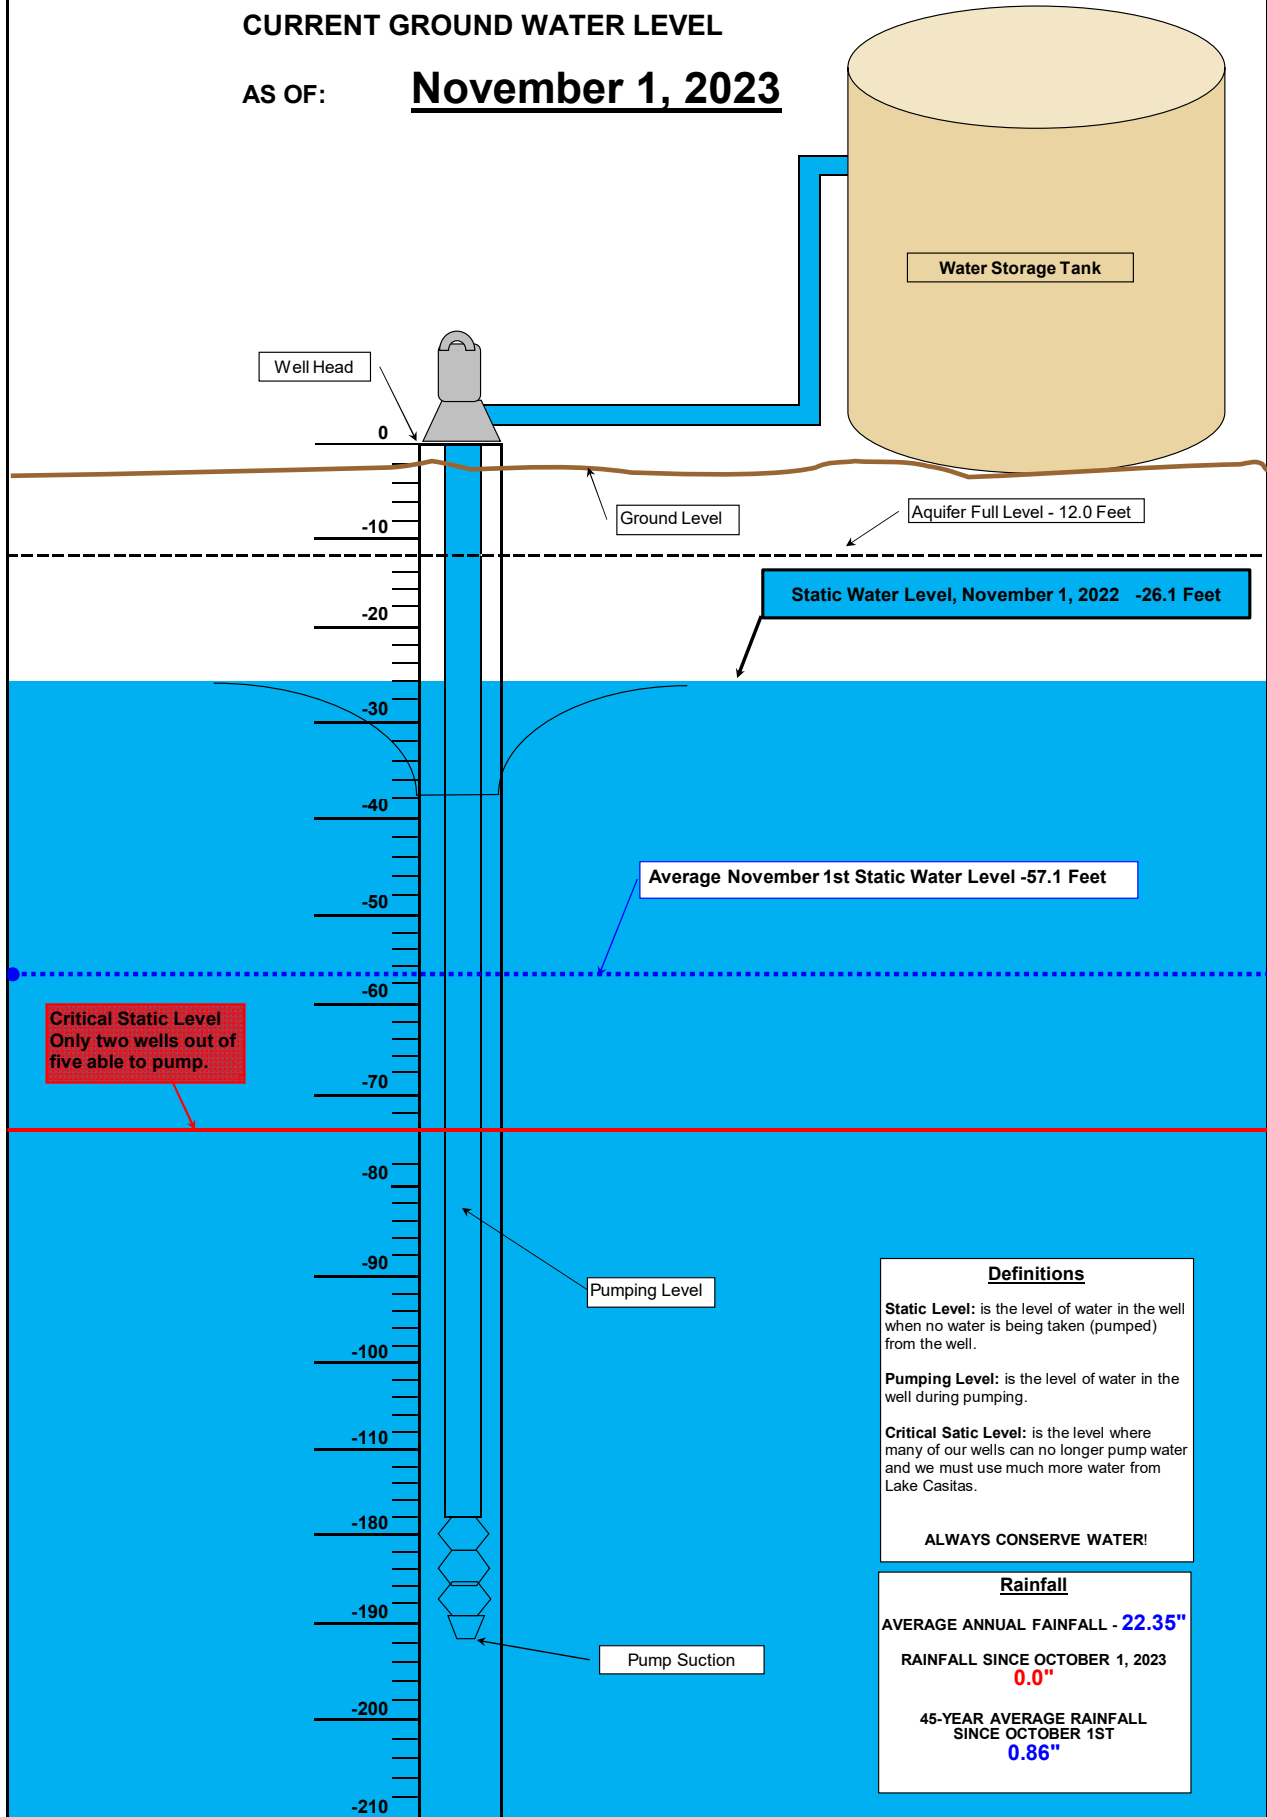 CURRENT GROUND WATER LEVEL
AS OF: November 1, 2023
Water Storage Tank
Well Head
0
Ground Level
Aquifer Full Level - 12.0 Feet
-10
Static Water Level, November 1, 2022 -26.1 Feet
-20
-30
-40
Average November 1st Static Water Level -57.1 Feet
-50
-60
Critical Static Level
Only two wells out of
five able to pump.
-70
-80
-90
Pumping Level
-100
-110
-180
-190
Pump Suction
-200
-210
Definitions
Static Level: is the level of water in the well
when no water is being taken (pumped)
from the well.
Pumping Level: is the level of water in the
well during pumping.
Critical Satic Level: is the level where
many of our wells can no longer pump water
and we must use much more water from
Lake Casitas.
ALWAYS CONSERVE WATER!
Rainfall
AVERAGE ANNUAL FAINFALL - 22.35"
RAINFALL SINCE OCTOBER 1, 2023
0.0"
45-YEAR AVERAGE RAINFALL
SINCE OCTOBER 1ST
0.86"